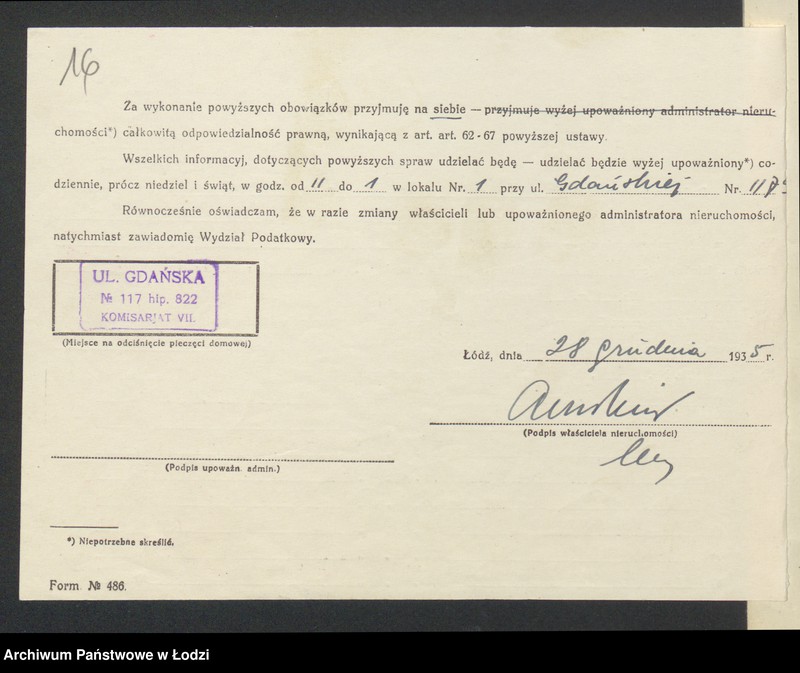 16
Za wykonanie powyższych obowiązków przyjmuję na siebie — przyjmuje wyżej upoważniony administrator nieru-
chomości*) całkowitą odpowiedzialność prawną, wynikającą z art. art. 62-67 powyższej ustawy.
Wszelkich informacyj, dotyczących powyższych spraw udzielać będę — udzielać będzie wyżej upoważniony*) co-
dziennie, prócz niedziel i świąt, w godz. od 11 do 1 w lokalu Nr. 1 przy ul. Gdańskiej Nr. 117
Równocześnie oświadczam, że w razie zmiany właścicieli lub upoważnionego administratora nieruchomości,
natychmiast zawiadomię Wydział Podatkowy.
UL. GDAŃSKA
№ 117 hip. 822
KOMISARJAT VII.
(Miejsce na odciśnięcie pieczęci domowej)
Łódź, dnia 28 grudnia 1935 r.
(Podpis właściciela nieruchomości)
(Podpis upoważn. admin.)
*) Niepotrzebne skreślić.
Form. № 486.
Archiwum Państwowe w Łodzi